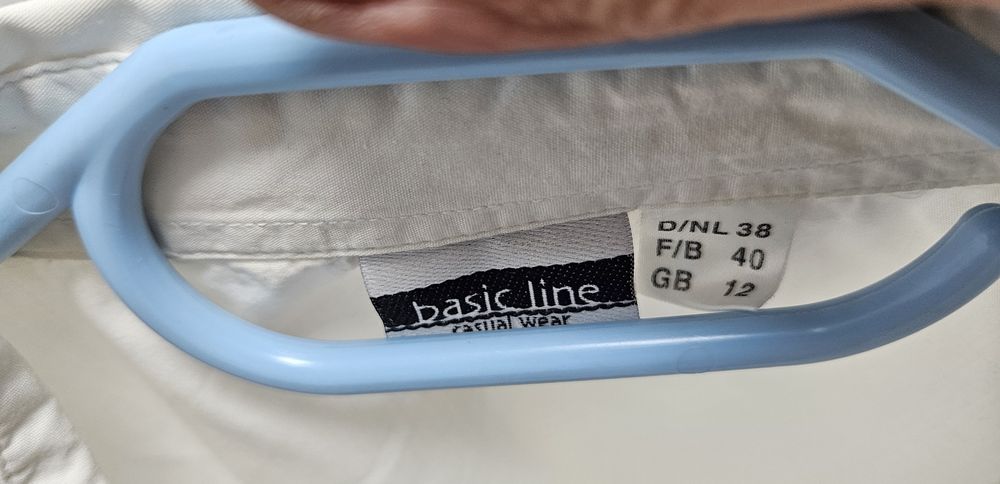 basic line
casual wear
D/NL 38
F/B 40
GB 12